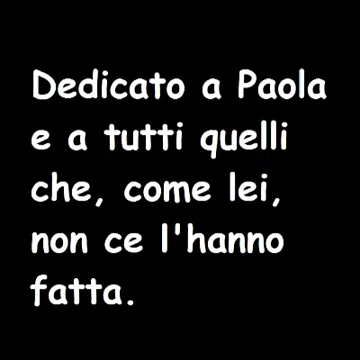 Dedicato a Paola
e a tutti quelli
che, come lei,
non ce l'hanno
fatta.